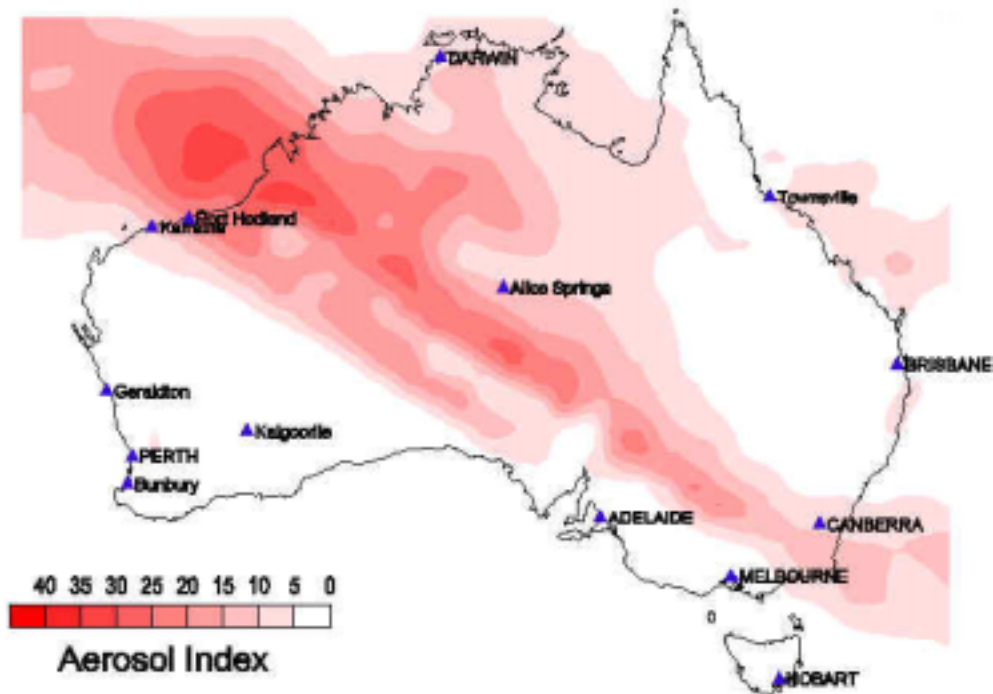 DARWIN
Townsville
Port Hedland
Karratha
Alice Springs
BRISBANE
Geraldton
Kalgoorlie
PERTH
Bunbury
ADELAIDE
CANBERRA
MELBOURNE
HOBART
40 35 30 25 20 15 10 5 0
Aerosol Index